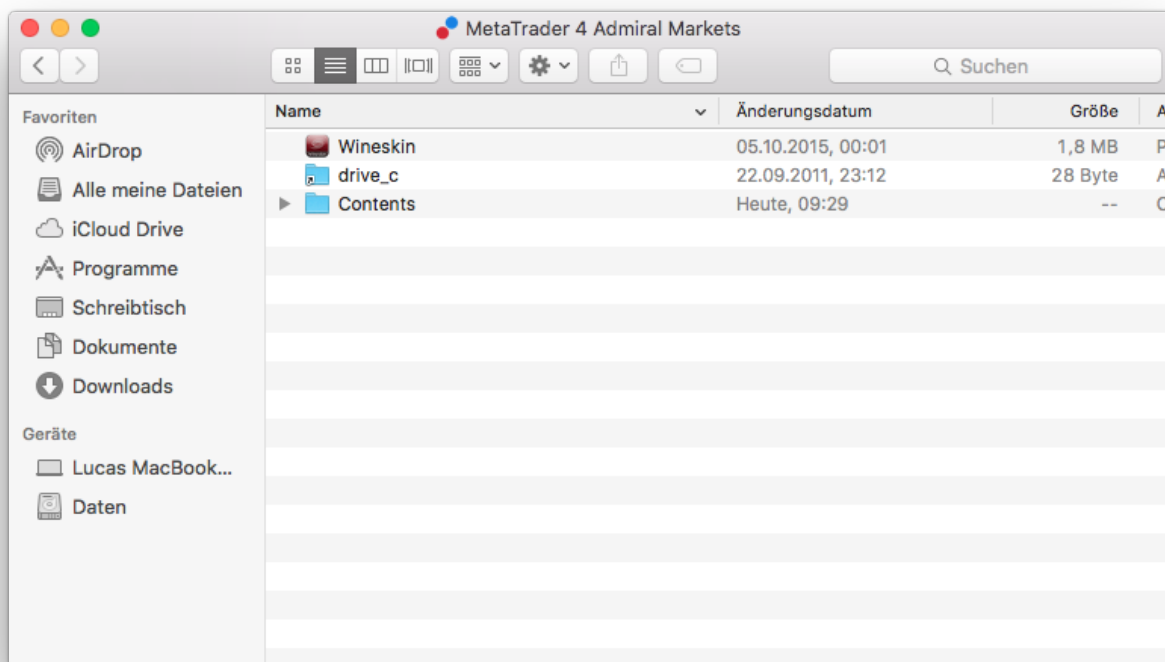 MetaTrader 4 Admiral Markets
Suchen
Favoriten
AirDrop
Alle meine Dateien
iCloud Drive
Programme
Schreibtisch
Dokumente
Downloads
Geräte
Lucas MacBook...
Daten
Name Änderungsdatum Größe A
Wineskin 05.10.2015, 00:01 1,8 MB P
drive_c 22.09.2011, 23:12 28 Byte A
Contents Heute, 09:29 --